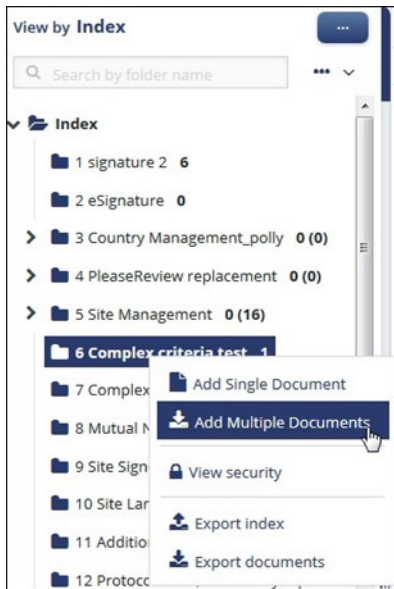 View by Index
Search by folder name
Index
1 signature 2 6
2 eSignature 0
3 Country Management_polly 0 (0)
4 PleaseReview replacement 0 (0)
5 Site Management 0 (16)
6 Complex criteria test 1
Add Single Document
7 Complex
Add Multiple Documents
8 Mutual
9 Site Sign
View security
10 Site Lan
Export index
11 Additio
Export documents
12 Protoc